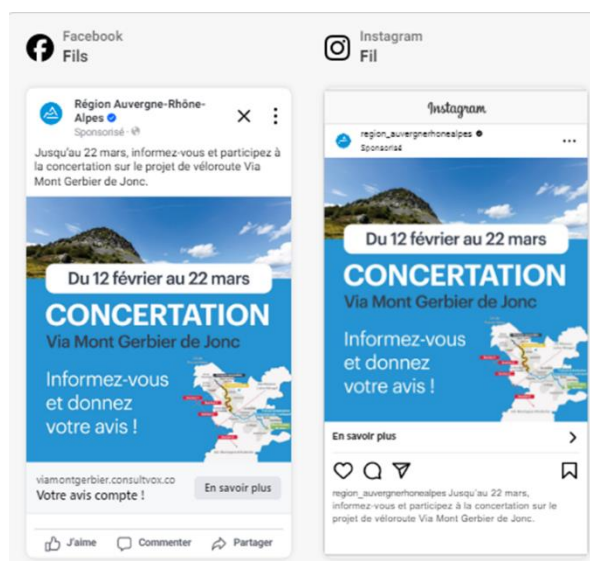 Facebook
Fils
Région Auvergne-Rhône-
Alpes
Sponsorisé
Jusqu'au 22 mars, informez-vous et participez à
la concertation sur le projet de véloroute Via
Mont Gerbier de Jonc.
Du 12 février au 22 mars
CONCERTATION
Via Mont Gerbier de Jonc
Informez-vous
et donnez
votre avis !
viamontgerbier.consultvox.co
Votre avis compte !
En savoir plus
J'aime
Commenter
Partager
Instagram
Fil
Instagram
region_auvergnerhonealpes
Sponsorisé
Du 12 février au 22 mars
CONCERTATION
Via Mont Gerbier de Jonc
Informez-vous
et donnez
votre avis !
En savoir plus
region_auvergnerhonealpes Jusqu'au 22 mars,
informez-vous et participez à la concertation sur le
projet de véloroute Via Mont Gerbier de Jonc.